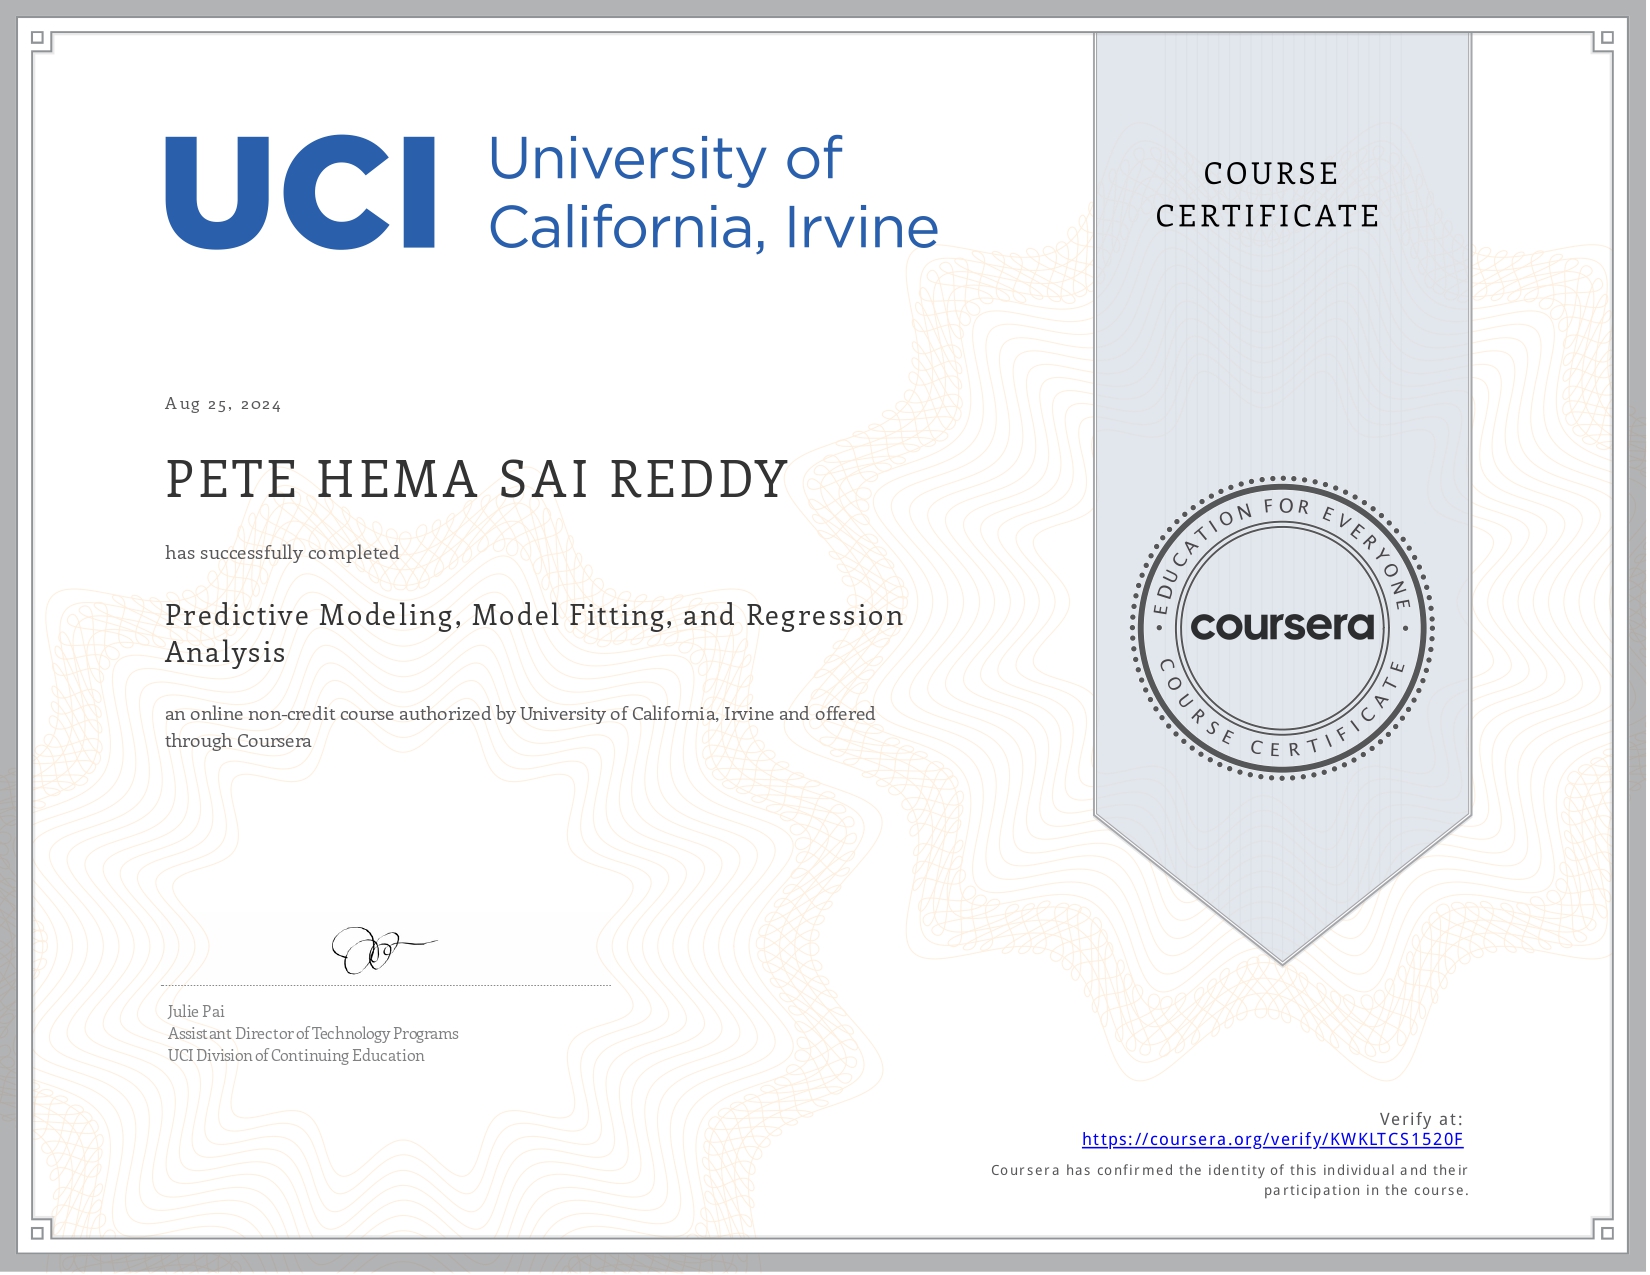 UCI
University of
California, Irvine
COURSE
CERTIFICATE
Aug 25, 2024
PETE HEMA SAI REDDY
has successfully completed
Predictive Modeling, Model Fitting, and Regression
Analysis
an online non-credit course authorized by University of California, Irvine and offered
through Coursera
EDUCATION FOR EVERYONE
coursera
COURSE CERTIFICATE
Julie Pai
Assistant Director of Technology Programs
UCI Division of Continuing Education
Verify at:
https://coursera.org/verify/KWKLTCS1520F
Coursera has confirmed the identity of this individual and their
participation in the course.